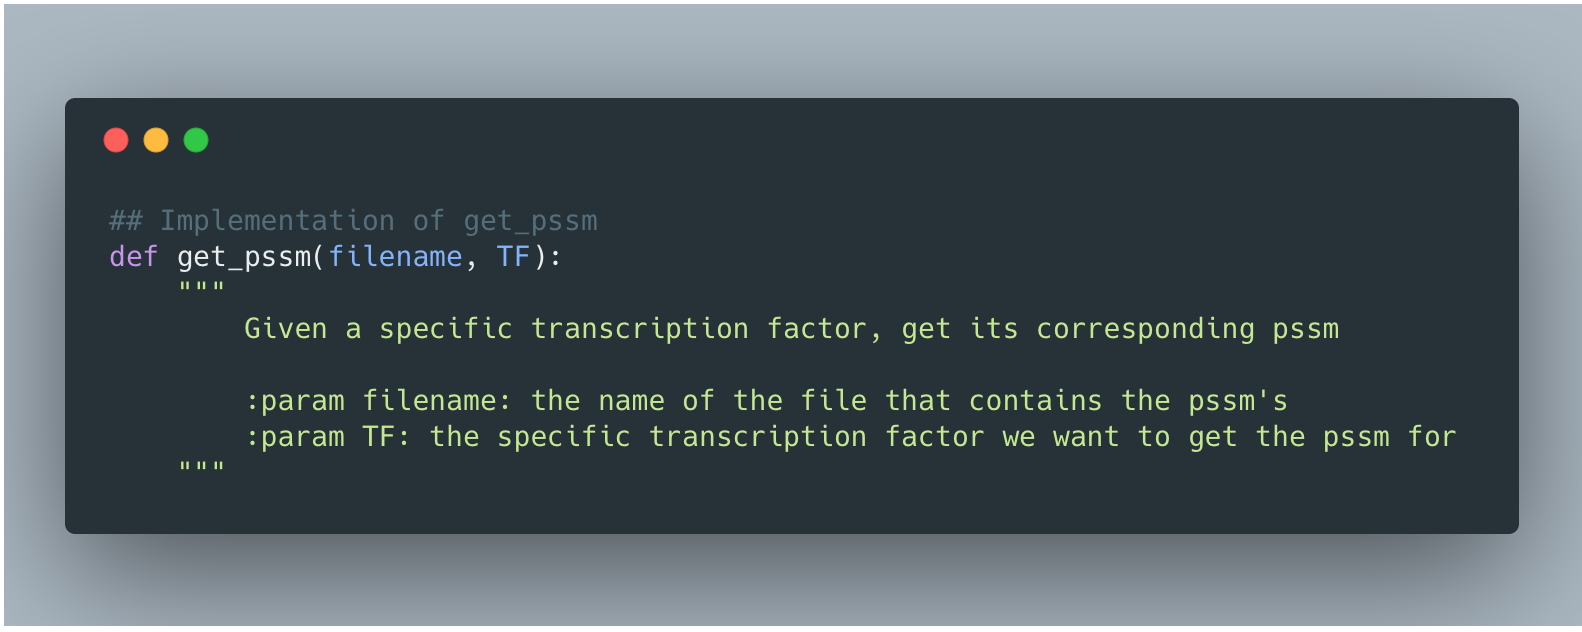 ## Implementation of get_pssm
def get_pssm(filename, TF):
    """
        Given a specific transcription factor, get its corresponding pssm

        :param filename: the name of the file that contains the pssm's
        :param TF: the specific transcription factor we want to get the pssm for
    """